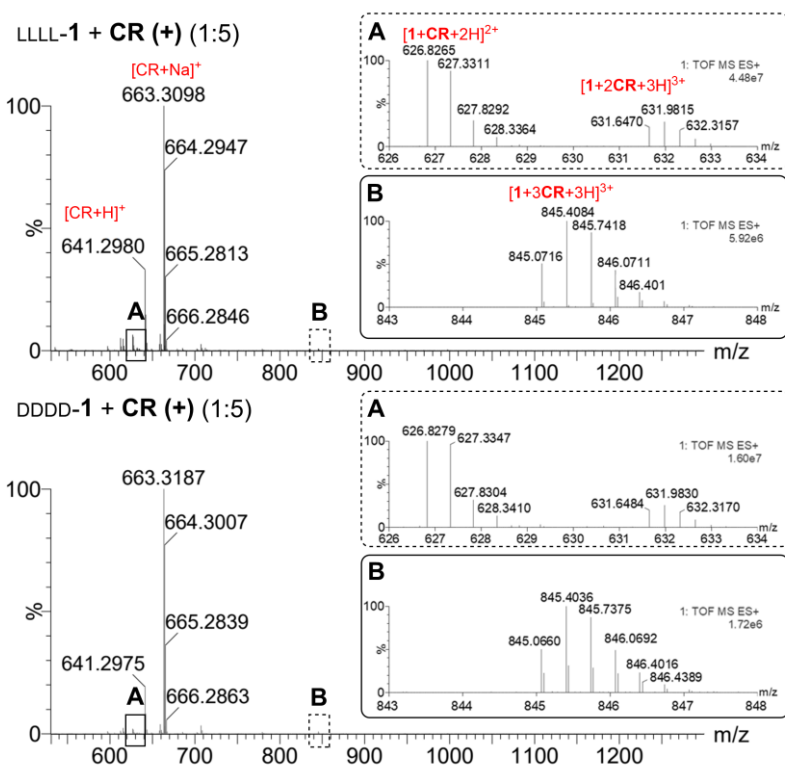 LLLL-1 + CR (+) (1:5)
[CR+Na]⁺
663.3098
100
664.2947
[CR+H]⁺
641.2980
%
665.2813
666.2846
A
B
0
600 700 800 900 1000 1100 1200
m/z
A
[1+CR+2H]²⁺
626.8265
100
627.3311
1: TOF MS ES+
4.48e7
[1+2CR+3H]³⁺
%
627.8292
628.3364
631.6470
631.9815
632.3157
0
m/z
626 627 628 629 630 631 632 633 634
B
[1+3CR+3H]³⁺
845.4084
100
845.7418
1: TOF MS ES+
5.92e6
%
845.0716
846.0711
846.401
0
m/z
843 844 845 846 847 848
DDDD-1 + CR (+) (1:5)
663.3187
100
664.3007
%
665.2839
641.2975
666.2863
A
B
0
600 700 800 900 1000 1100 1200
m/z
A
626.8279
627.3347
100
1: TOF MS ES+
1.60e7
%
627.8304
628.3410
631.6484
631.9830
632.3170
0
m/z
626 627 628 629 630 631 632 633 634
B
845.4036
100
845.7375
1: TOF MS ES+
1.72e6
%
845.0660
846.0692
846.4016
846.4389
0
m/z
843 844 845 846 847 848